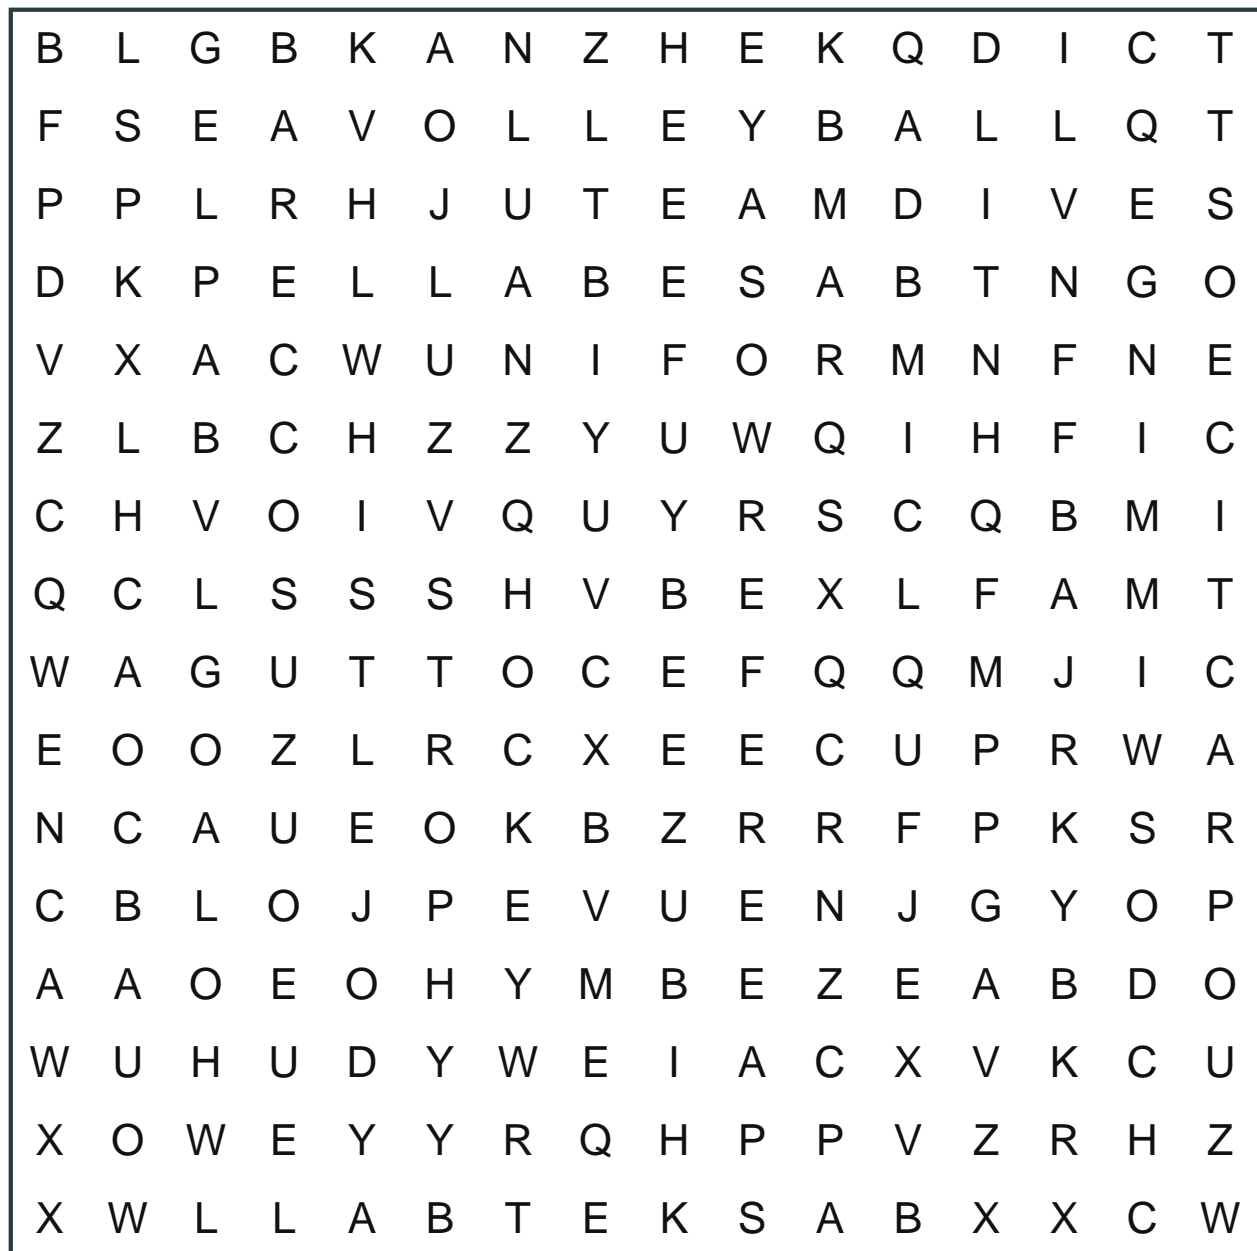 B L G B K A N Z H E K Q D I C T
F S E A V O L L E Y B A L L Q T
P P L R H J U T E A M D I V E S
D K P E L L A B E S A B T N G O
V X A C W U N I F O R M N F N E
Z L B C H Z Z Y U W Q I H F I C
C H V O I V Q U Y R S C Q B M I
Q C L S S S H V B E X L F A M T
W A G U T T O C E F Q Q M J I C
E O O Z L R C X E E C U P R W A
N C A U E O K B Z R R F P K S R
C B L O J P E V U E N J G Y O P
A A O E O H Y M B E Z E A B D O
W U H U D Y W E I A C X V K C U
X O W E Y Y R Q H P P V Z R H Z
X W L L A B T E K S A B X X C W